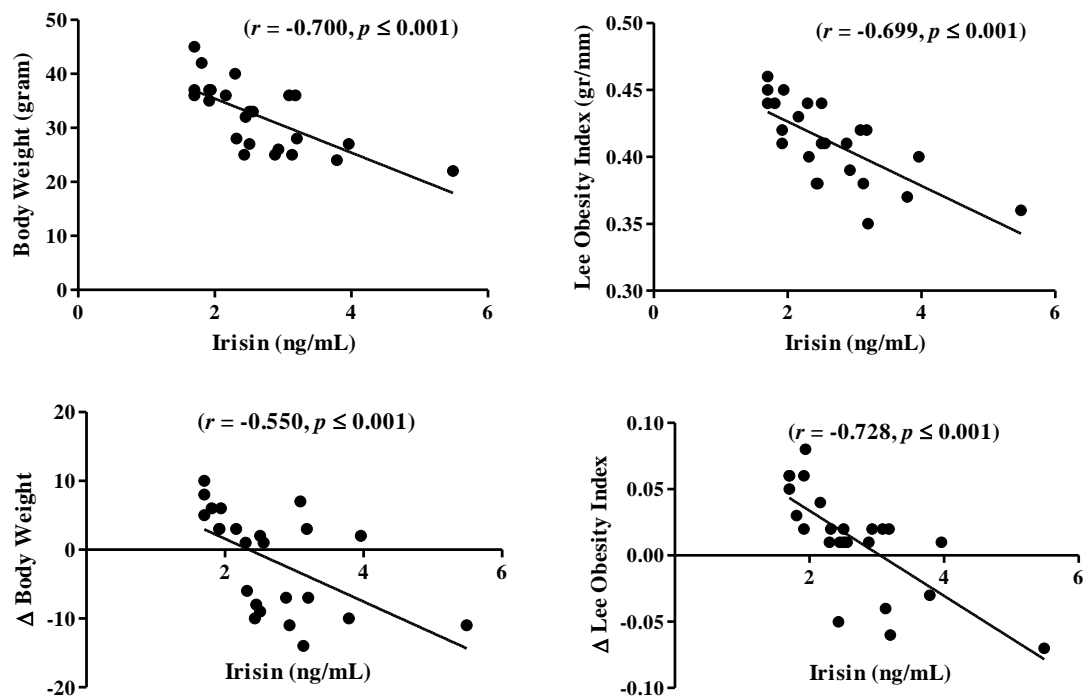 (r = -0.700, p ≤ 0.001)
Body Weight (gram)
50
40
30
20
10
0
0 2 4 6
Irisin (ng/mL)
(r = -0.699, p ≤ 0.001)
Lee Obesity Index (gr/mm)
0.50
0.45
0.40
0.35
0.30
0 2 4 6
Irisin (ng/mL)
(r = -0.550, p ≤ 0.001)
Δ Body Weight
20
10
0
-10
-20
2 4 6
Irisin (ng/mL)
(r = -0.728, p ≤ 0.001)
Δ Lee Obesity Index
0.10
0.05
0.00
-0.05
-0.10
2 4 6
Irisin (ng/mL)